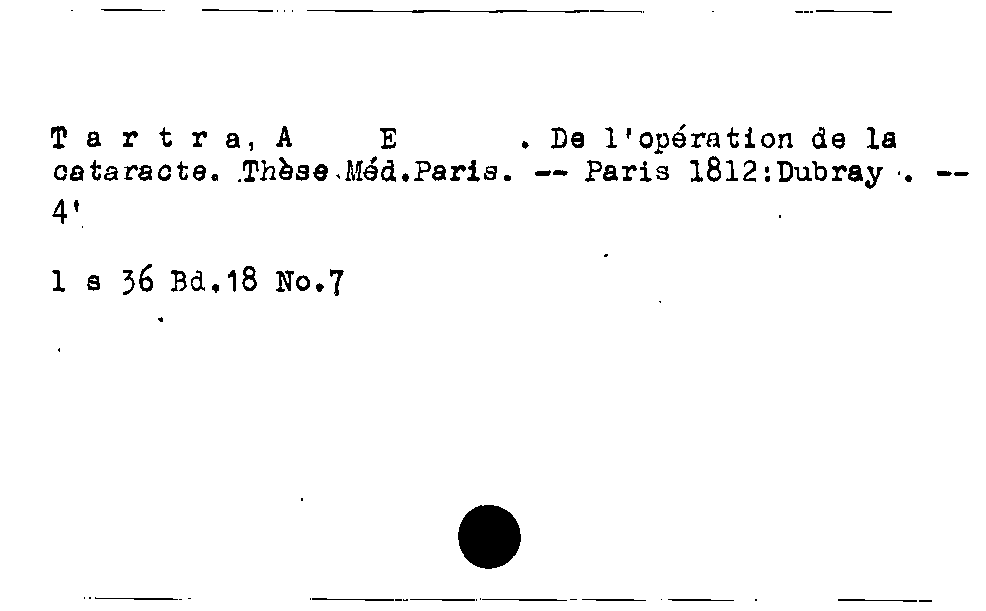 T a r t r a, A     E     . De l'opération de la
cataracte. Thèse Méd.Paris. -- Paris 1812:Dubray . --
4'
1 s 36 Bd.18 No.7